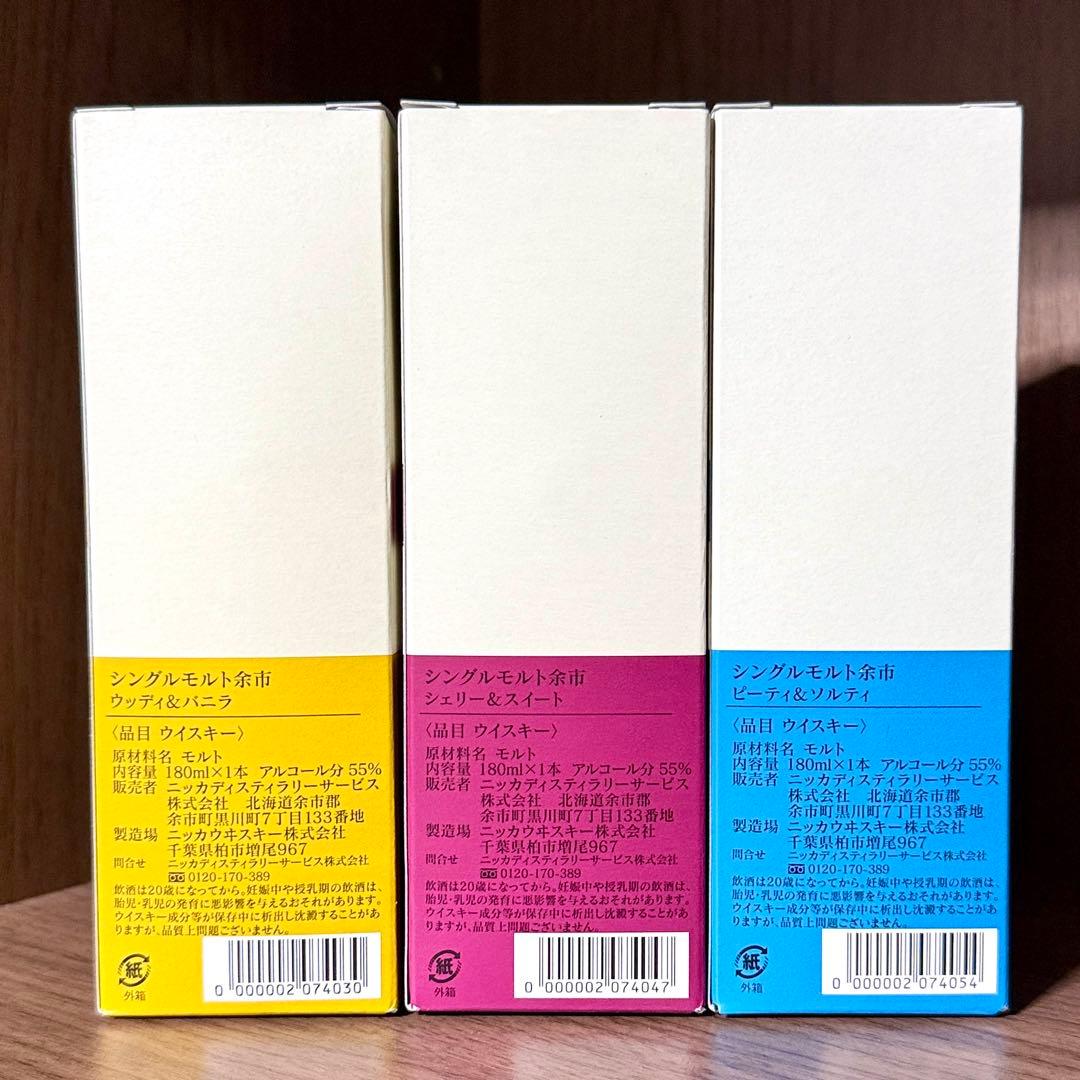 シングルモルト余市
ウッディ&バニラ
〈品目 ウイスキー〉
原材料名 モルト
内容量 180ml×1本 アルコール分 55%
販売者 ニッカディスティラリーサービス
株式会社 北海道余市郡
余市町黒川町7丁目133番地
製造場 ニッカウヰスキー株式会社
千葉県柏市増尾967
問合せ ニッカディスティラリーサービス株式会社
0120-170-389
飲酒は20歳になってから。妊娠中や授乳期の飲酒は、
胎児・乳児の発育に悪影響を与えるおそれがあります。
ウイスキー成分等が保存中に析出し沈澱することがあ
りますが、品質上問題ございません。
紙
外箱
0 000002 074030
シングルモルト余市
シェリー&スイート
〈品目 ウイスキー〉
原材料名 モルト
内容量 180ml×1本 アルコール分 55%
販売者 ニッカディスティラリーサービス
株式会社 北海道余市郡
余市町黒川町7丁目133番地
製造場 ニッカウヰスキー株式会社
千葉県柏市増尾967
問合せ ニッカディスティラリーサービス株式会社
0120-170-389
飲酒は20歳になってから。妊娠中や授乳期の飲酒は、
胎児・乳児の発育に悪影響を与えるおそれがあります。
ウイスキー成分等が保存中に析出し沈澱することがあ
りますが、品質上問題ございません。
紙
外箱
0 000002 074047
シングルモルト余市
ピーティ&ソルティ
〈品目 ウイスキー〉
原材料名 モルト
内容量 180ml×1本 アルコール分 55%
販売者 ニッカディスティラリーサービス
株式会社 北海道余市郡
余市町黒川町7丁目133番地
製造場 ニッカウヰスキー株式会社
千葉県柏市増尾967
問合せ ニッカディスティラリーサービス株式会社
0120-170-389
飲酒は20歳になってから。妊娠中や授乳期の飲酒は、
胎児・乳児の発育に悪影響を与えるおそれがあります。
ウイスキー成分等が保存中に析出し沈澱することがあ
りますが、品質上問題ございません。
紙
外箱
0 000002 074054